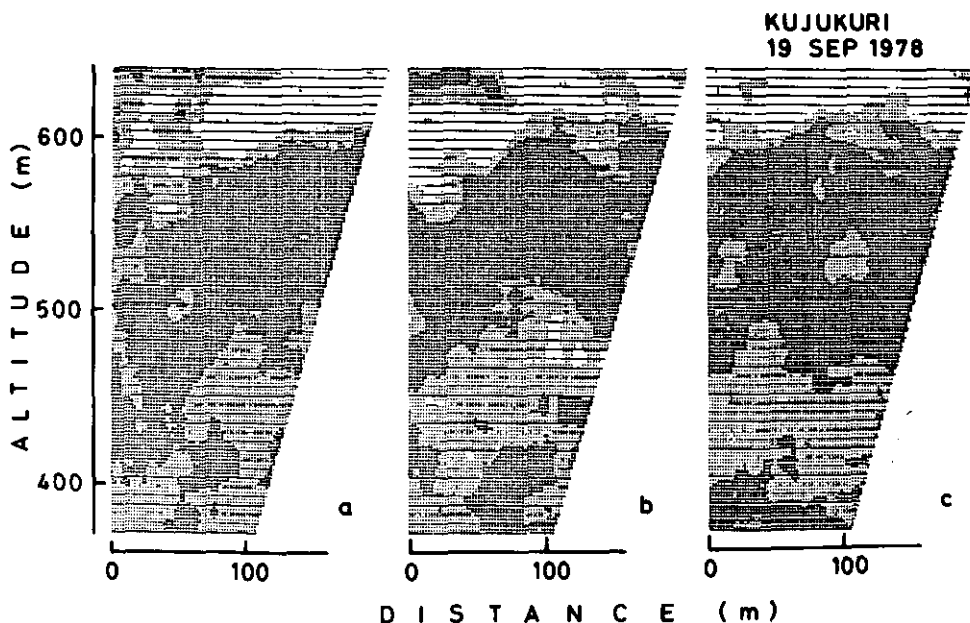 KUJUKURI
19 SEP 1978
ALTITUDE (m)
600
500
400
a
b
c
0 100
0 100
0 100
DISTANCE (m)